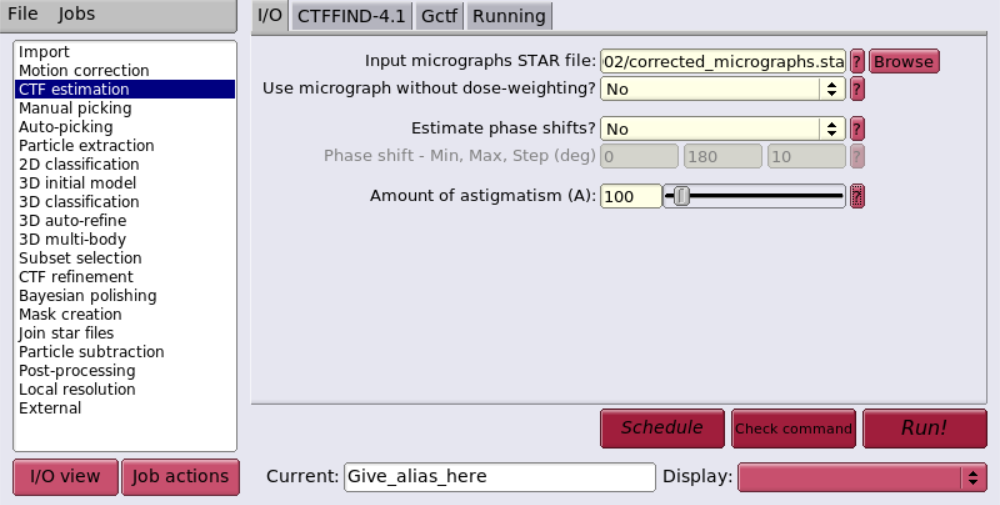 File Jobs
I/O CTFFIND-4.1 Gctf Running
Import
Motion correction
CTF estimation
Manual picking
Auto-picking
Particle extraction
2D classification
3D initial model
3D classification
3D auto-refine
3D multi-body
Subset selection
CTF refinement
Bayesian polishing
Mask creation
Join star files
Particle subtraction
Post-processing
Local resolution
External
Input micrographs STAR file: 02/corrected_micrographs.sta ? Browse
Use micrograph without dose-weighting? No ?
Estimate phase shifts? No ?
Phase shift - Min, Max, Step (deg) 0 180 10 ?
Amount of astigmatism (A): 100 ?
Schedule Check command Run!
I/O view Job actions Current: Give_alias_here Display: